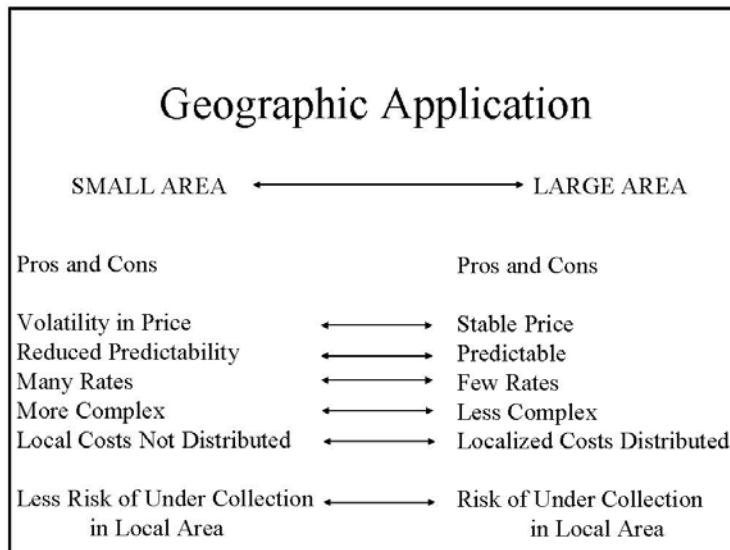 Geographic Application
SMALL AREA LARGE AREA
Pros and Cons Pros and Cons
Volatility in Price Stable Price
Reduced Predictability Predictable
Many Rates Few Rates
More Complex Less Complex
Local Costs Not Distributed Localized Costs Distributed
Less Risk of Under Collection Risk of Under Collection
in Local Area in Local Area